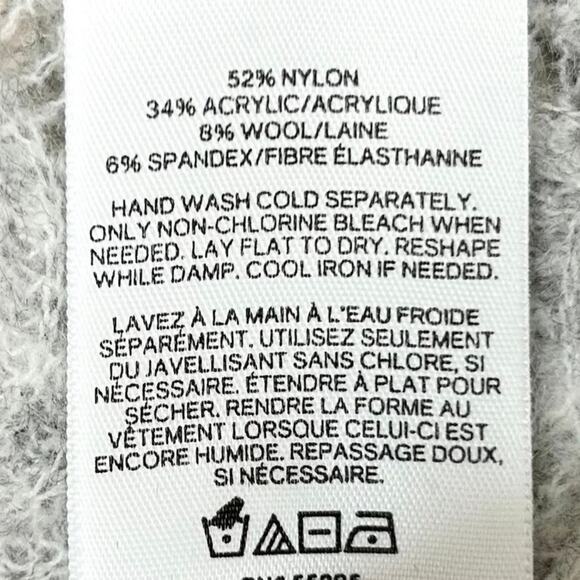 52% NYLON
34% ACRYLIC/ACRYLIQUE
8% WOOL/LAINE
6% SPANDEX/FIBRE ÉLASTHANNE
HAND WASH COLD SEPARATELY.
ONLY NON-CHLORINE BLEACH WHEN
NEEDED. LAY FLAT TO DRY. RESHAPE
WHILE DAMP. COOL IRON IF NEEDED.
LAVEZ À LA MAIN À L'EAU FROIDE
SÉPARÉMENT. UTILISEZ SEULEMENT
DU JAVELLISANT SANS CHLORE, SI
NÉCESSAIRE. ÉTENDRE À PLAT POUR
SÉCHER. RENDRE LA FORME AU
VÊTEMENT LORSQUE CELUI-CI EST
ENCORE HUMIDE. REPASSAGE DOUX,
SI NÉCESSAIRE.